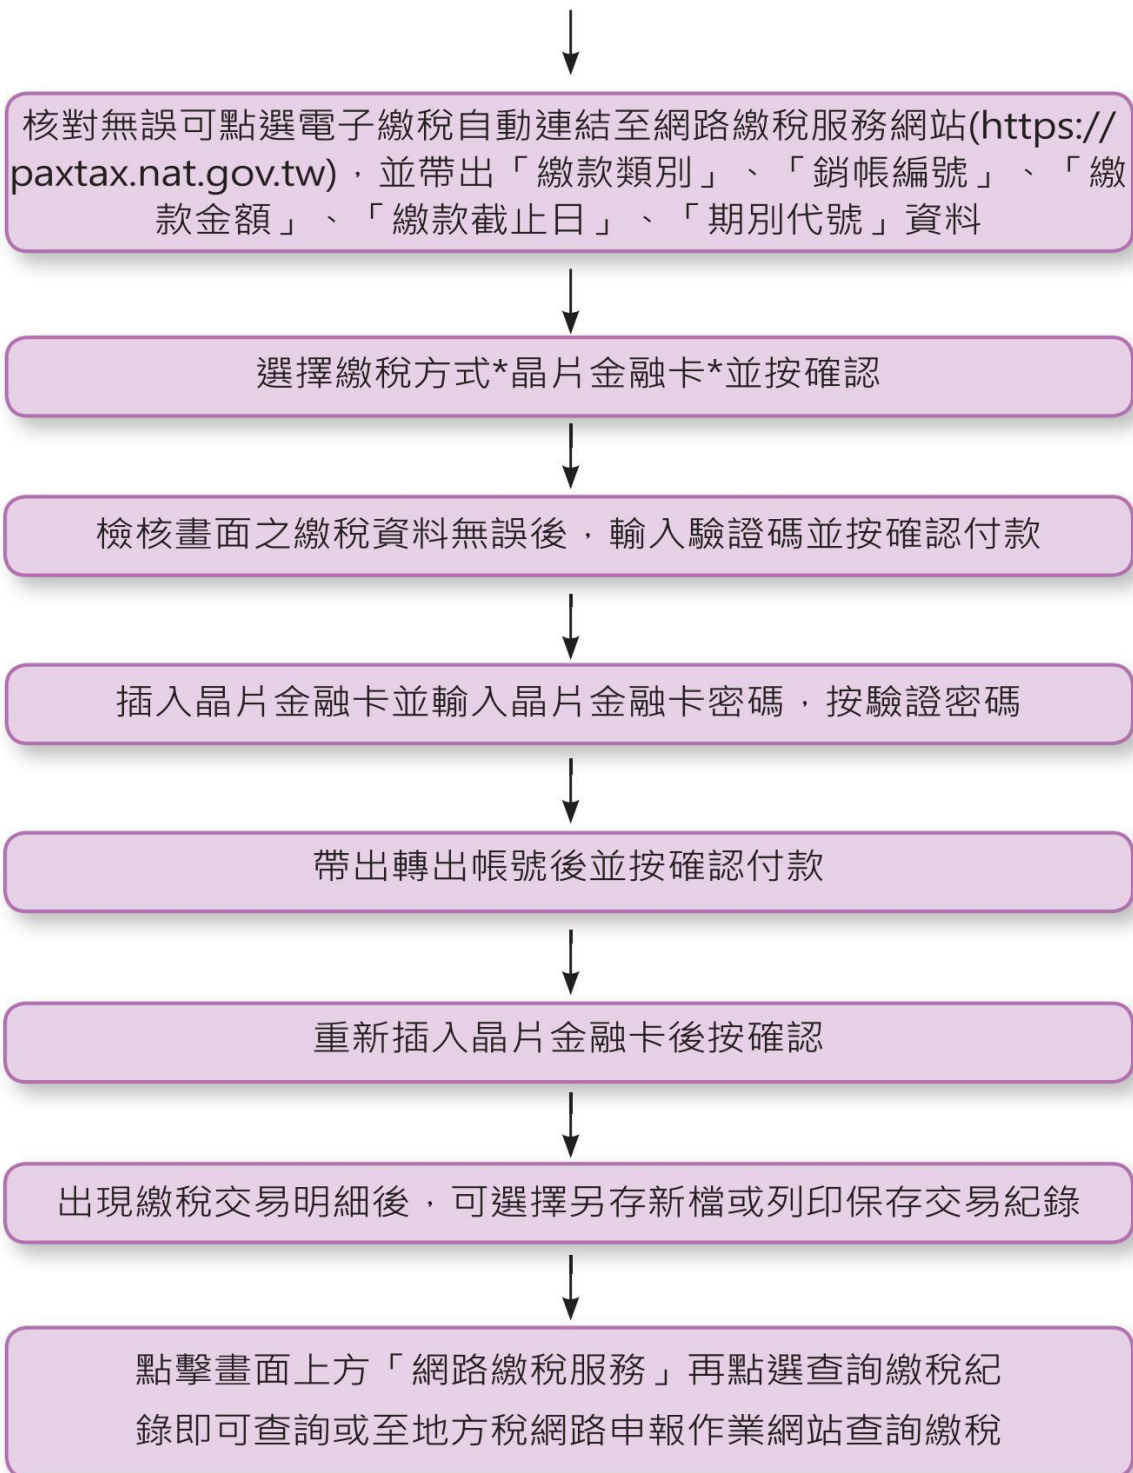 核對無誤可點選電子繳稅自動連結至網路繳稅服務網站(https://
paxtax.nat.gov.tw)，並帶出「繳款類別」、「銷帳編號」、「繳
款金額」、「繳款截止日」、「期別代號」資料
選擇繳稅方式*晶片金融卡*並按確認
檢核畫面之繳稅資料無誤後，輸入驗證碼並按確認付款
插入晶片金融卡並輸入晶片金融卡密碼，按驗證密碼
帶出轉出帳號後並按確認付款
重新插入晶片金融卡後按確認
出現繳稅交易明細後，可選擇另存新檔或列印保存交易紀錄
點擊畫面上方「網路繳稅服務」再點選查詢繳稅紀
錄即可查詢或至地方稅網路申報作業網站查詢繳稅